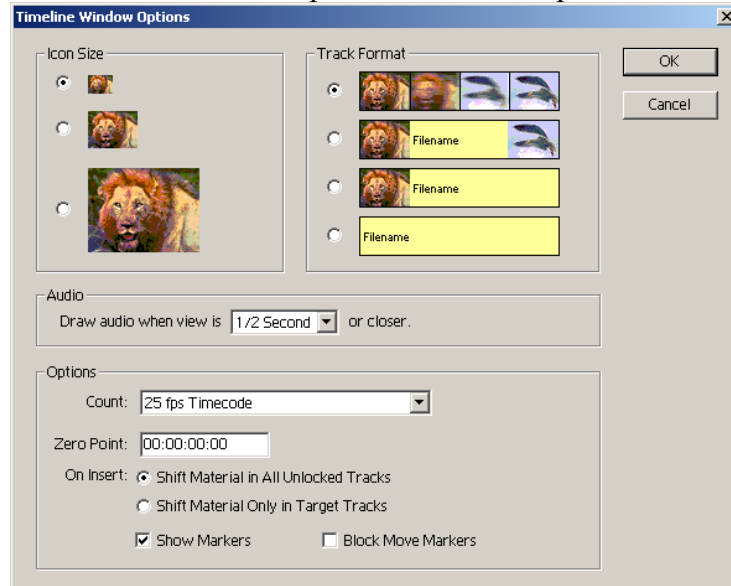 Timeline Window Options
Icon Size
Track Format
OK
Cancel
Filename
Filename
Filename
Audio
Draw audio when view is 1/2 Second or closer.
Options
Count: 25 fps Timecode
Zero Point: 00:00:00:00
On Insert: Shift Material in All Unlocked Tracks
Shift Material Only in Target Tracks
Show Markers Block Move Markers